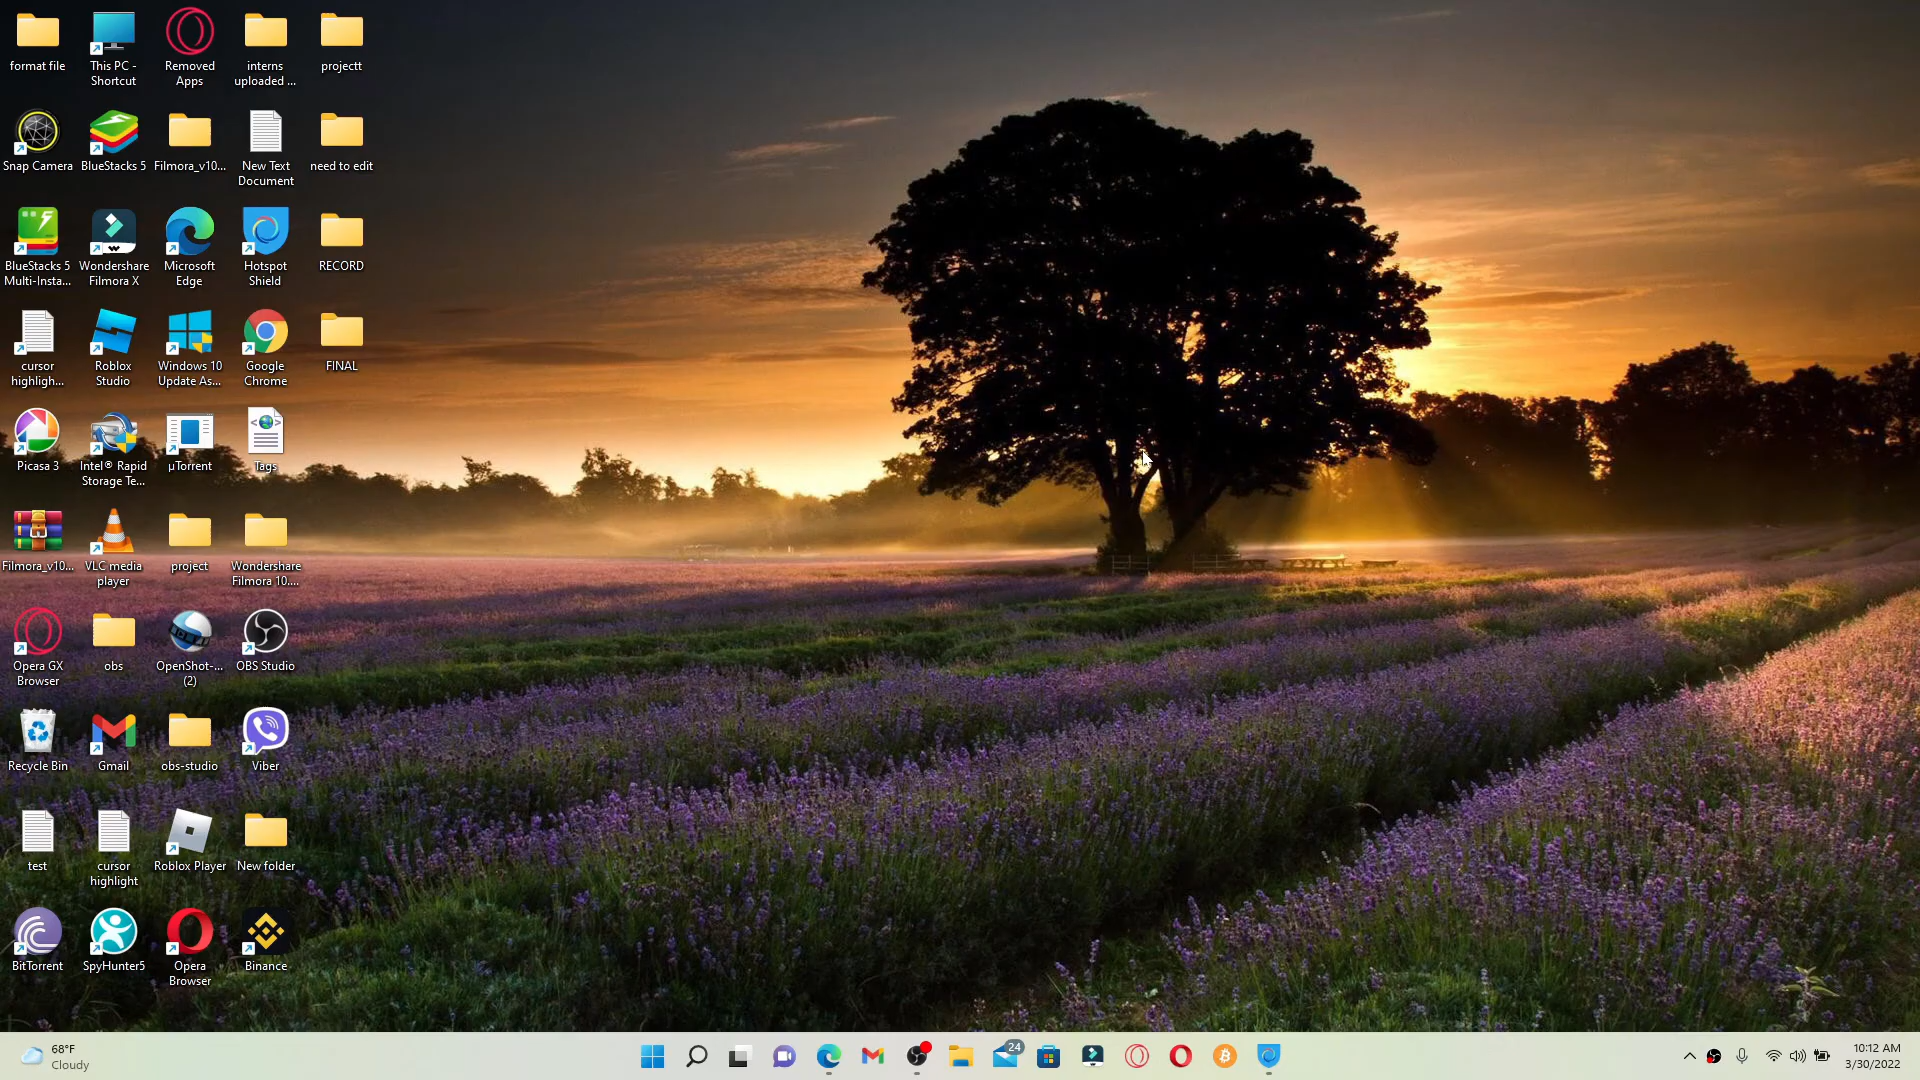 format file
This PC -
Shortcut
Removed
Apps
interns
uploaded ...
projectt
Snap Camera
BlueStacks 5
Filmora_v10...
New Text
Document
need to edit
BlueStacks 5
Multi-Insta...
Wondershare
Filmora X
Microsoft
Edge
Hotspot
Shield
RECORD
cursor
highligh...
Roblox
Studio
Windows 10
Update As...
Google
Chrome
FINAL
Picasa 3
Intel® Rapid
Storage Te...
µTorrent
Tags
Filmora_v10...
VLC media
player
project
Wondershare
Filmora 10....
Opera GX
Browser
obs
OpenShot-...
(2)
OBS Studio
Recycle Bin
Gmail
obs-studio
Viber
test
cursor
highlight
Roblox Player
New folder
BitTorrent
SpyHunter5
Opera
Browser
Binance
68°F
Cloudy
24
10:12 AM
3/30/2022